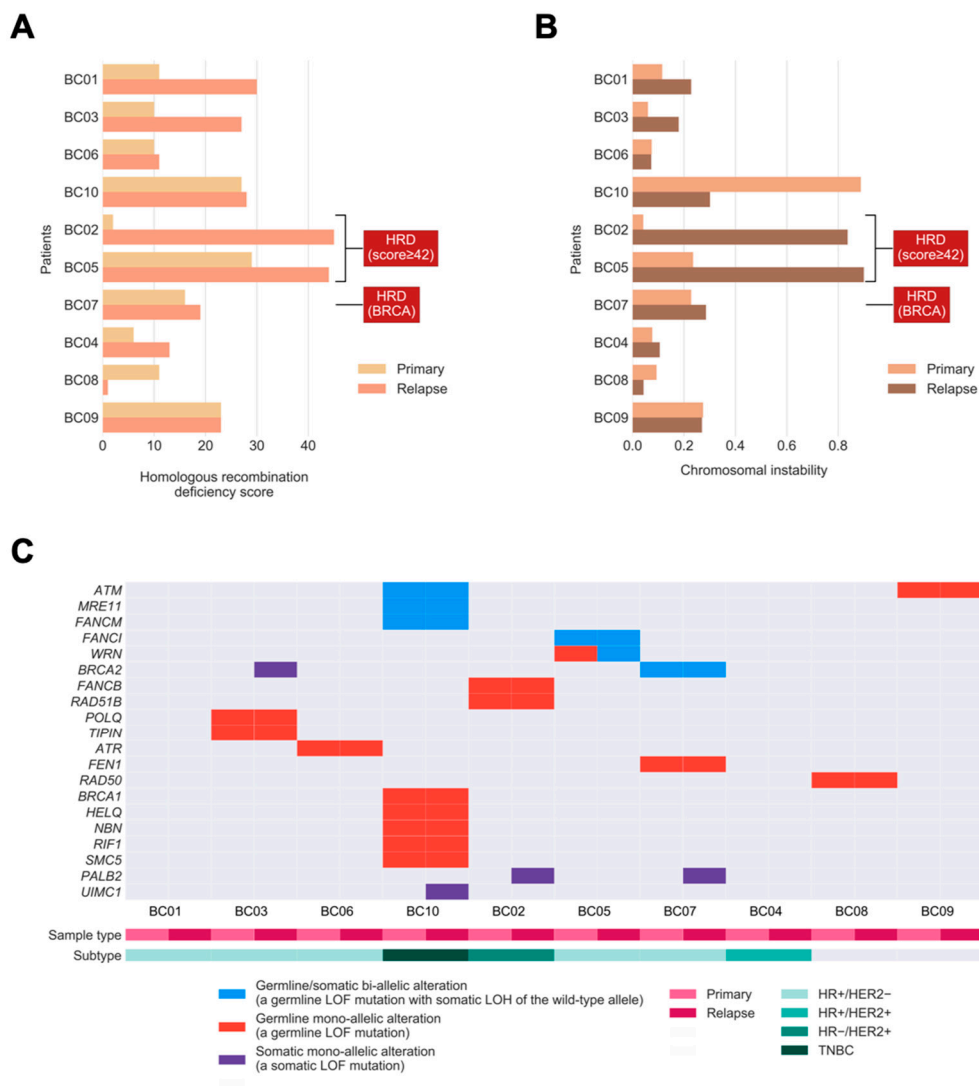 A
BC01
BC03
BC06
BC10
BC02
BC05
BC07
BC04
BC08
BC09
Patients
HRD
(score≥42)
HRD
(BRCA)
Primary
Relapse
0 10 20 30 40
Homologous recombination
deficiency score
B
BC01
BC03
BC06
BC10
BC02
BC05
BC07
BC04
BC08
BC09
Patients
HRD
(score≥42)
HRD
(BRCA)
Primary
Relapse
0.0 0.2 0.4 0.6 0.8
Chromosomal instability
C
ATM
MRE11
FANCM
FANCI
WRN
BRCA2
FANCB
RAD51B
POLQ
TIPIN
ATR
FEN1
RAD50
BRCA1
HELQ
NBN
RIF1
SMC5
PALB2
UIMC1
BC01 BC03 BC06 BC10 BC02 BC05 BC07 BC04 BC08 BC09
Sample type
Subtype
Germline/somatic bi-allelic alteration
(a germline LOF mutation with somatic LOH of the wild-type allele)
Germline mono-allelic alteration
(a germline LOF mutation)
Somatic mono-allelic alteration
(a somatic LOF mutation)
Primary
Relapse
HR+/HER2−
HR+/HER2+
HR−/HER2+
TNBC